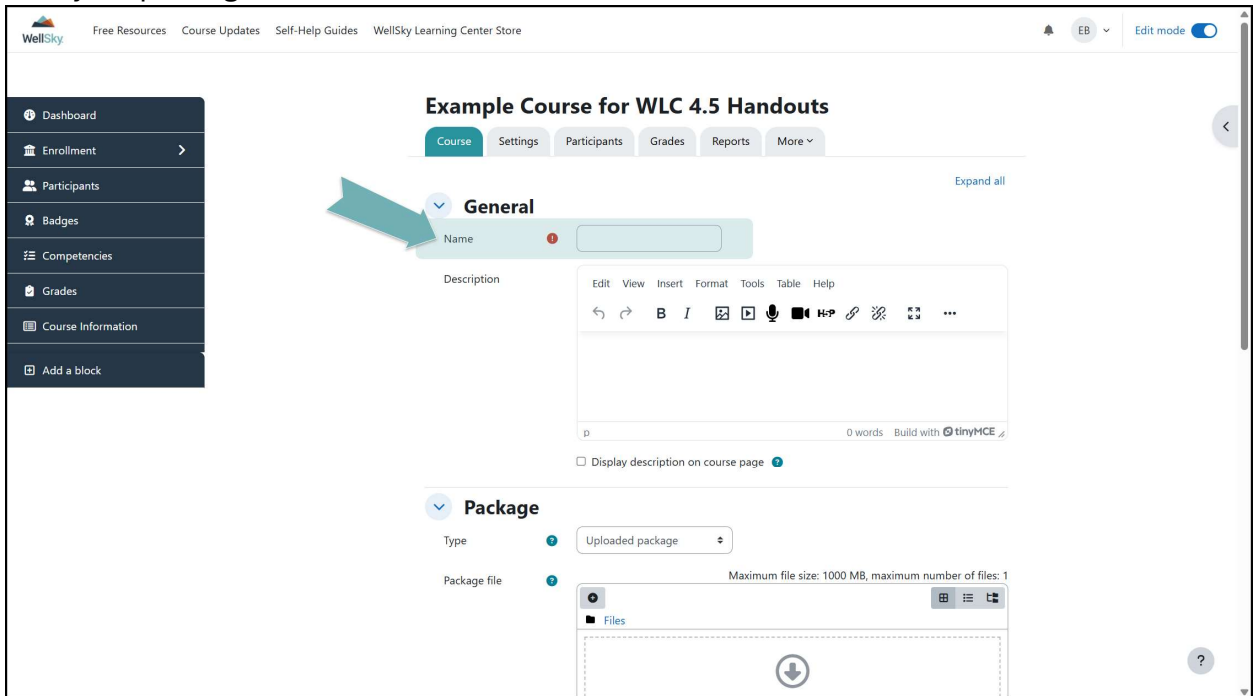 WellSky
Free Resources Course Updates Self-Help Guides WellSky Learning Center Store
EB
Edit mode
Dashboard
Enrollment
Participants
Badges
Competencies
Grades
Course Information
Add a block
Example Course for WLC 4.5 Handouts
Course Settings Participants Grades Reports More
Expand all
General
Name
Description
Edit View Insert Format Tools Table Help
B I H-P
p 0 words Build with tinyMCE
Display description on course page ?
Package
Type ? Uploaded package
Maximum file size: 1000 MB, maximum number of files: 1
Package file ?
Files
?